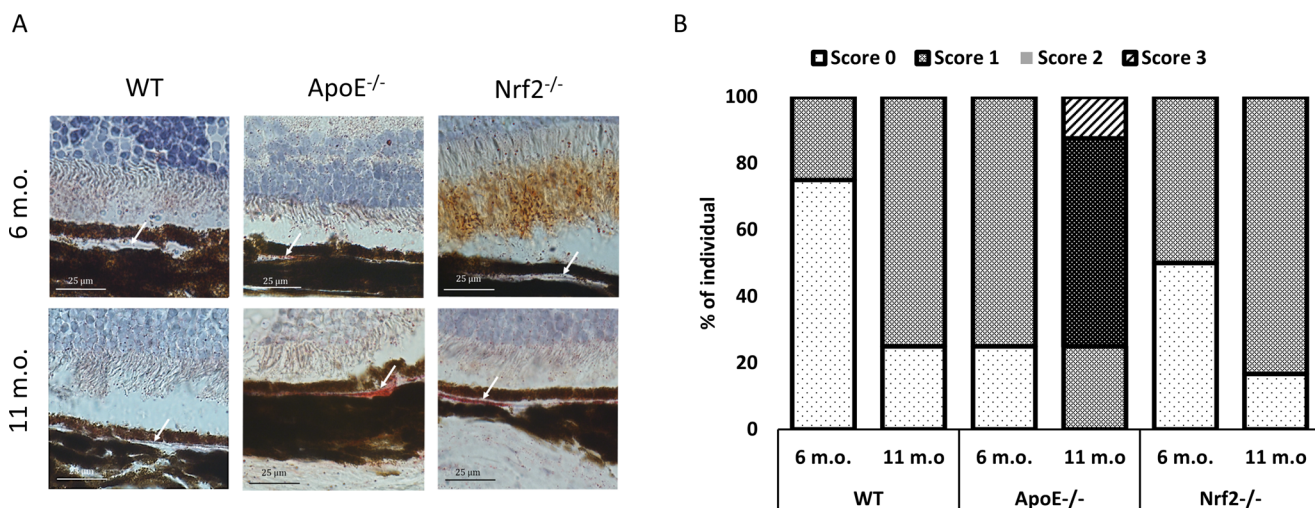 A
WT
ApoE-/-
Nrf2-/-
6 m.o.
25 μm
25 μm
25 μm
11 m.o.
25 μm
25 μm
25 μm
B
Score 0
Score 1
Score 2
Score 3
% of individual
100
80
60
40
20
0
6 m.o.
11 m.o
6 m.o.
11 m.o
6 m.o.
11 m.o
WT
ApoE-/-
Nrf2-/-